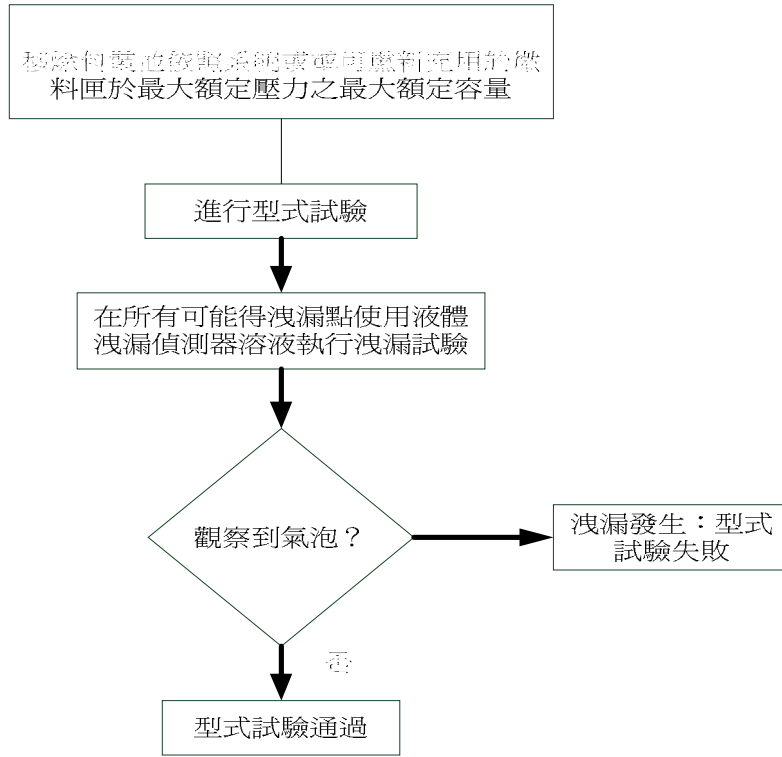 料匣於最大額定壓力之最大額定容量
進行型式試驗
在所有可能得洩漏點使用液體
洩漏偵測器溶液執行洩漏試驗
觀察到氣泡？
洩漏發生：型式
試驗失敗
否
型式試驗通過